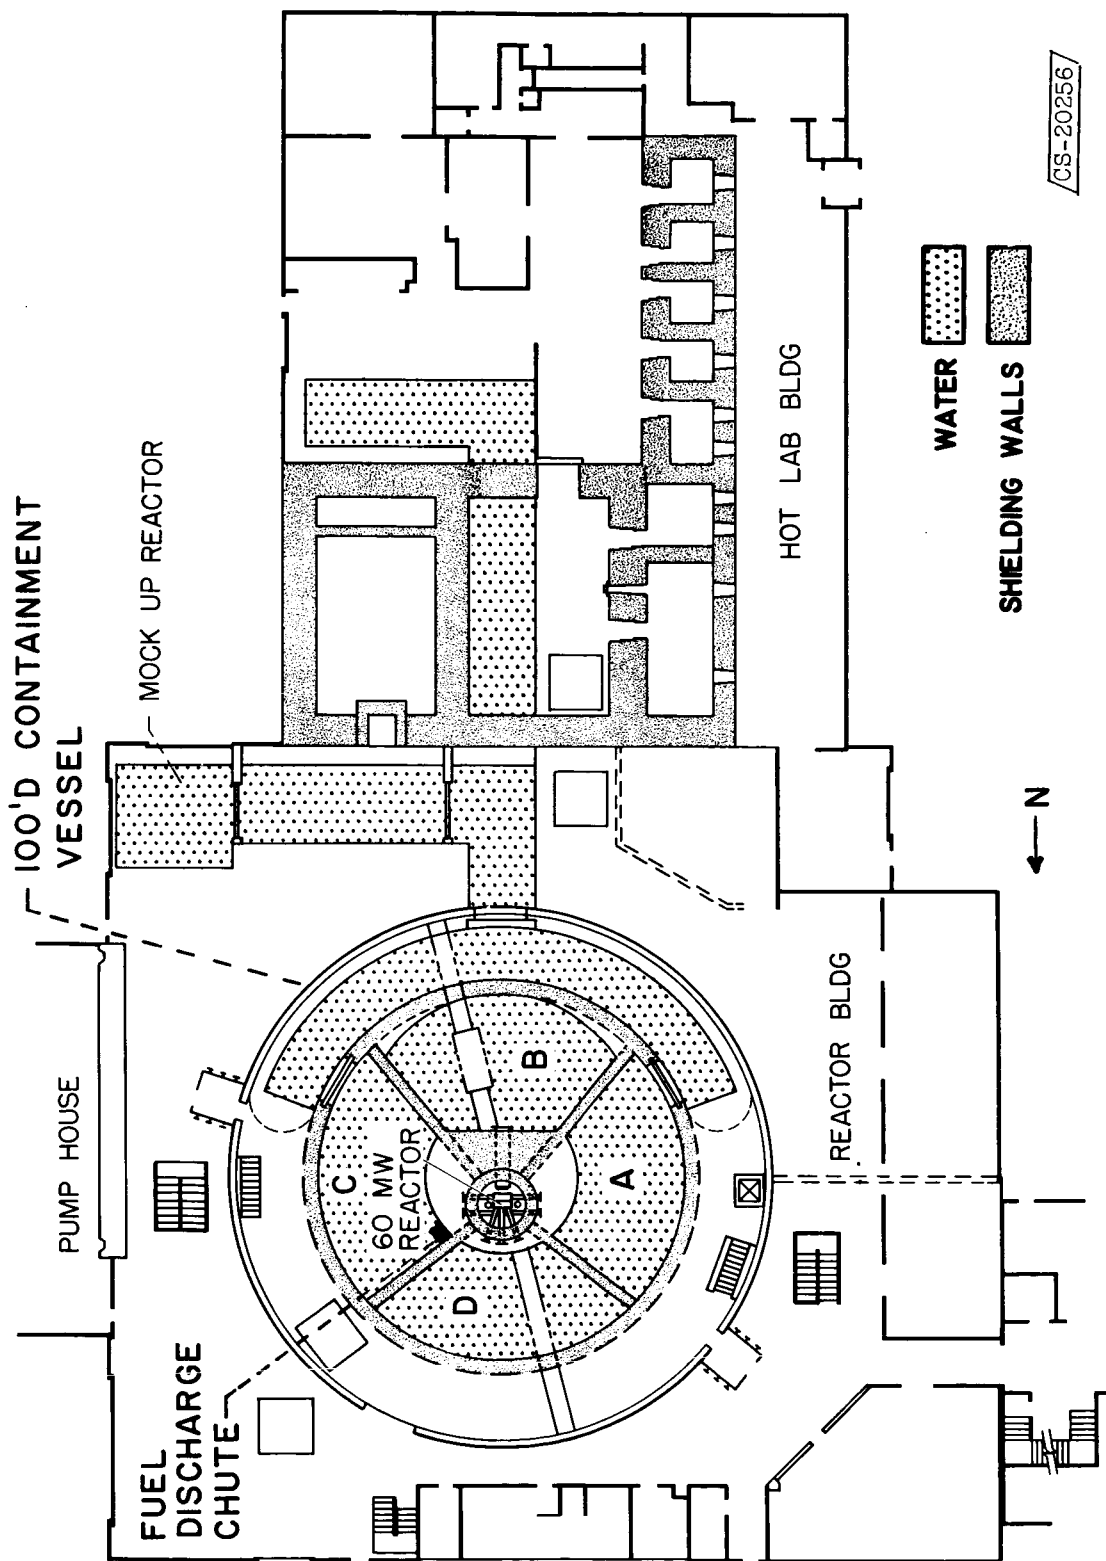 100'D CONTAINMENT
VESSEL
MOCK UP REACTOR
PUMP HOUSE
FUEL
DISCHARGE
CHUTE
60 MW
REACTOR
C
B
D
A
REACTOR BLDG
HOT LAB BLDG
N
WATER
SHIELDING WALLS
CS-20256